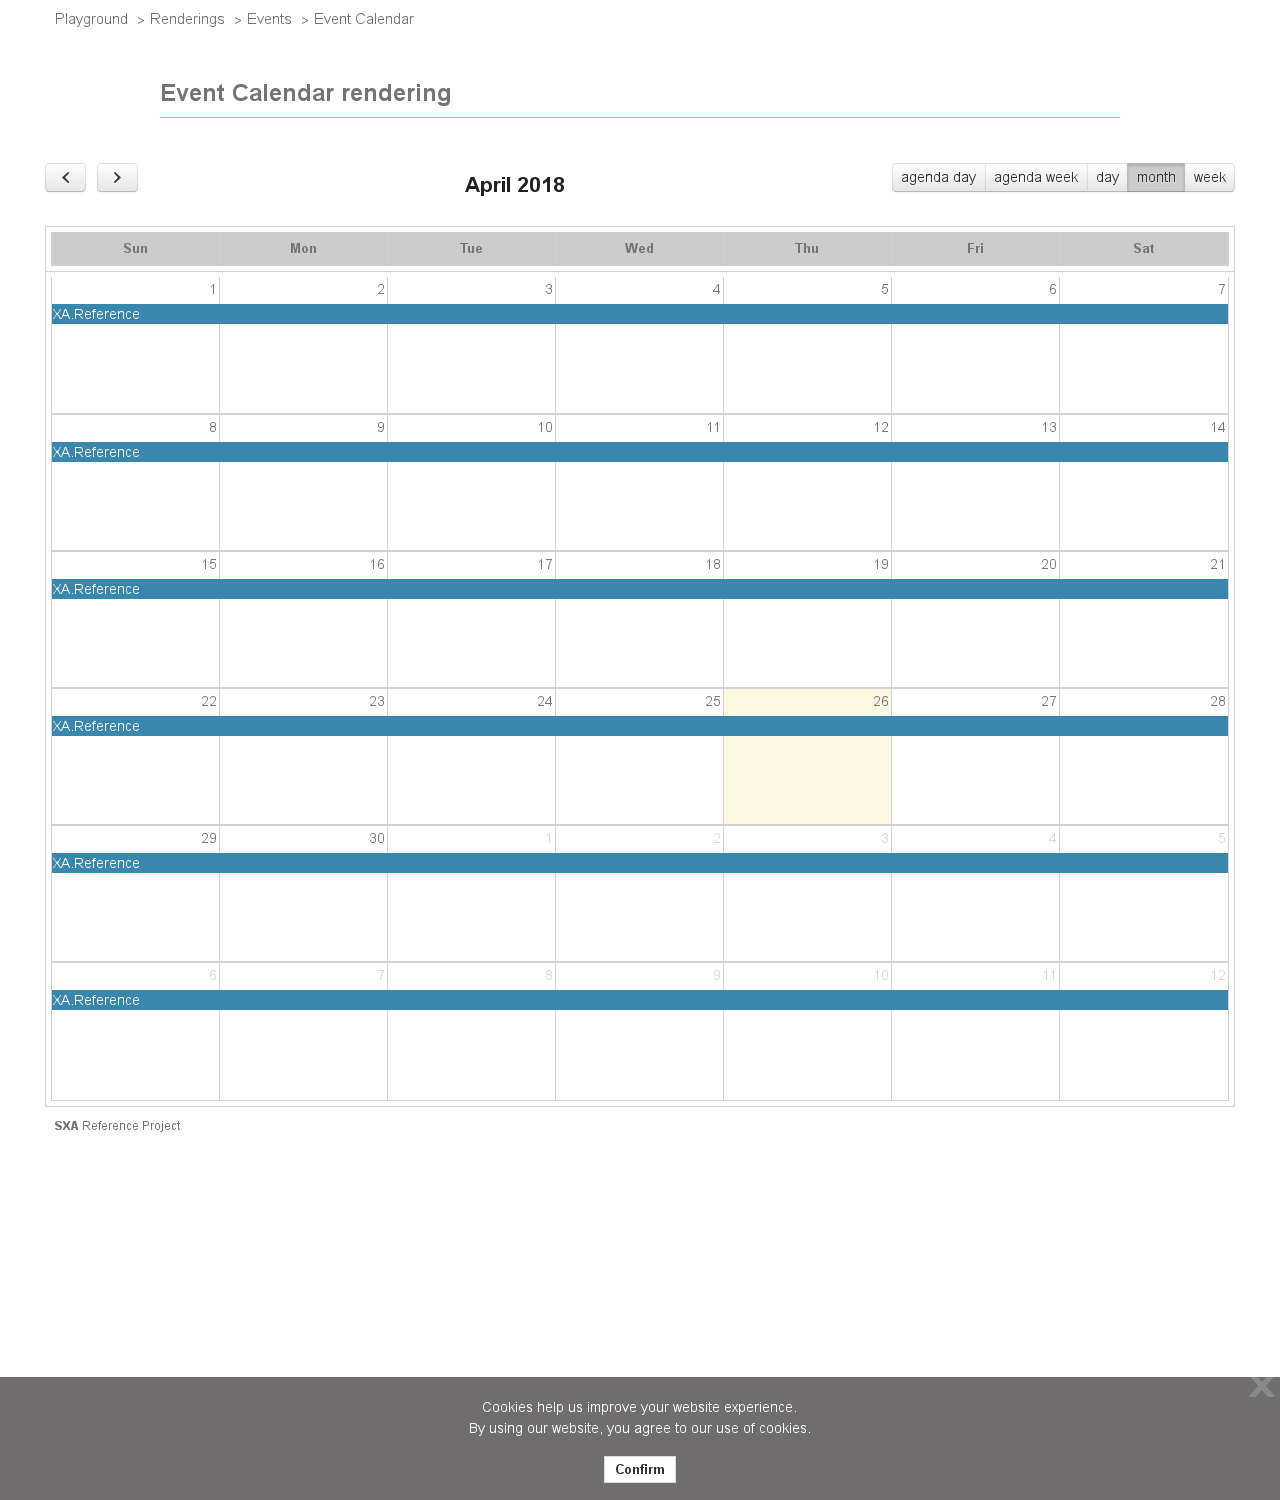 Playground > Renderings > Events > Event Calendar
Event Calendar rendering
April 2018
agenda day agenda week day month week
Sun Mon Tue Wed Thu Fri Sat
1 2 3 4 5 6 7
XA.Reference
8 9 10 11 12 13 14
XA.Reference
15 16 17 18 19 20 21
XA.Reference
22 23 24 25 26 27 28
XA.Reference
29 30 1 2 3 4 5
XA.Reference
6 7 8 9 10 11 12
XA.Reference
SXA Reference Project
X
Cookies help us improve your website experience.
By using our website, you agree to our use of cookies.
Confirm